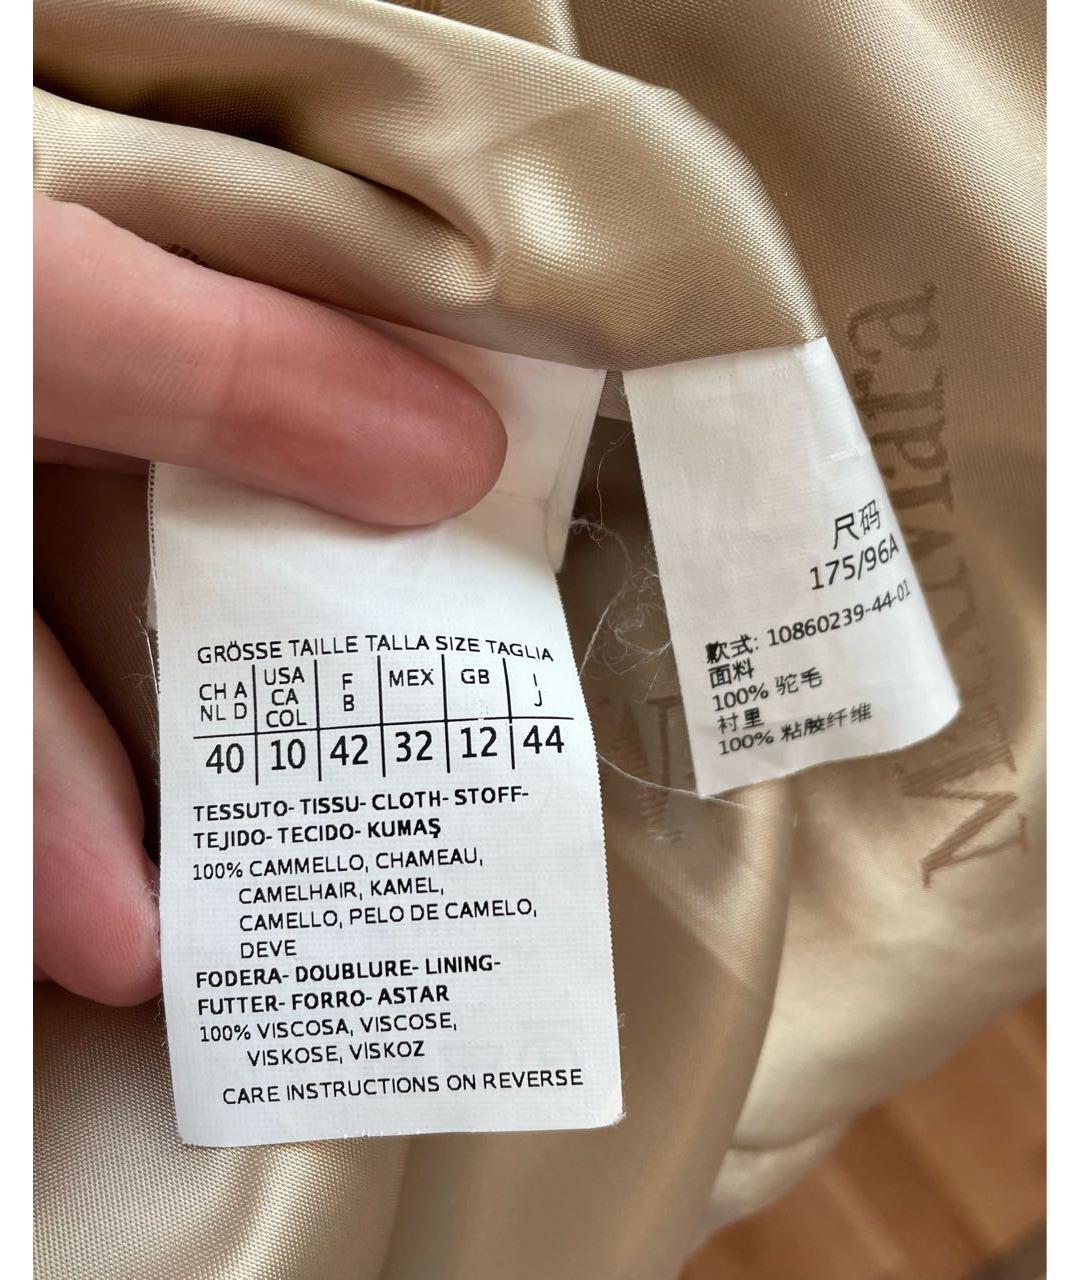 GRÖSSE TAILLE TALLA SIZE TAGLIA
CH A NL D | USA CA COL | F B | MEX | GB | I J
40 | 10 | 42 | 32 | 12 | 44
TESSUTO- TISSU- CLOTH- STOFF-
TEJIDO- TECIDO- KUMAŞ
100% CAMMELLO, CHAMEAU,
CAMELHAIR, KAMEL,
CAMELLO, PELO DE CAMELO,
DEVE
FODERA- DOUBLURE- LINING-
FUTTER- FORRO- ASTAR
100% VISCOSA, VISCOSE,
VISKOSE, VISKOZ
CARE INSTRUCTIONS ON REVERSE
尺码
175/96A
款式: 10860239-44-01
面料
100% 驼毛
衬里
100% 粘胶纤维
MaxMara